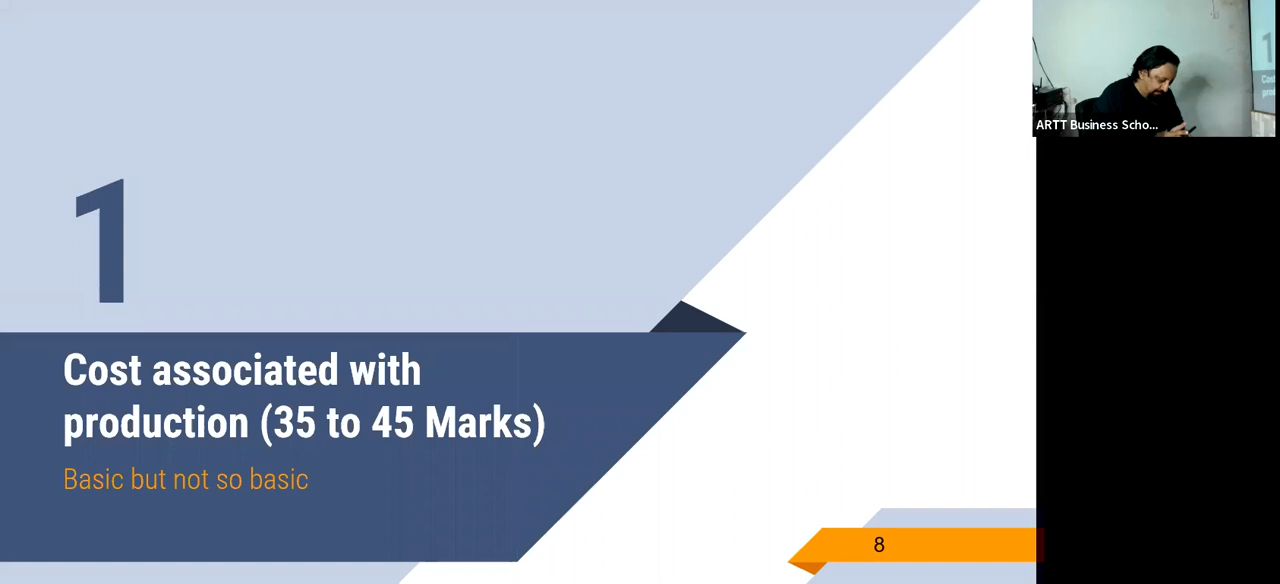 1
Cost associated with
production (35 to 45 Marks)
Basic but not so basic
8
ARTT Business Scho...